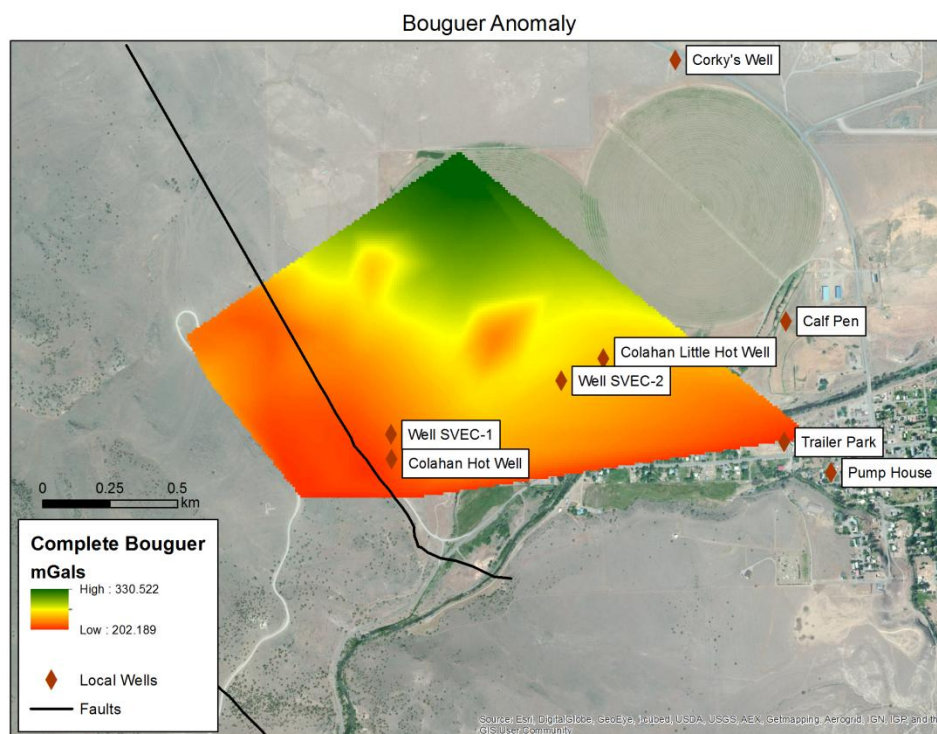 Bouguer Anomaly
Corky's Well
Calf Pen
Colahan Little Hot Well
Well SVEC-2
Well SVEC-1
Trailer Park
Colahan Hot Well
Pump House
0 0.25 0.5
km
Complete Bouguer
mGals
High : 330.522
Low : 202.189
Local Wells
Faults
Source: Esri, DigitalGlobe, GeoEye, i-cubed, USDA, USGS, AEX, Getmapping, Aerogrid, IGN, IGP, and the
GIS User Community